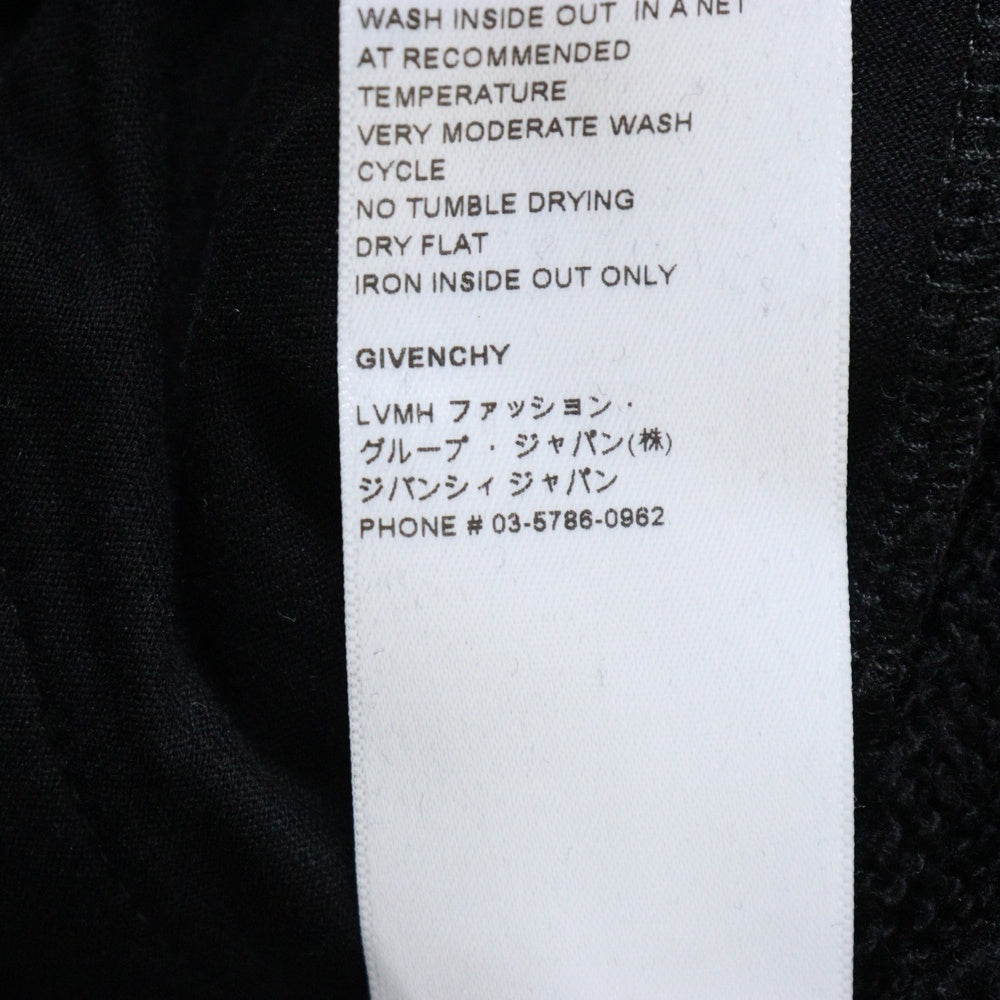 WASH INSIDE OUT IN A NET
AT RECOMMENDED
TEMPERATURE
VERY MODERATE WASH
CYCLE
NO TUMBLE DRYING
DRY FLAT
IRON INSIDE OUT ONLY
GIVENCHY
LVMH ファッション・
グループ・ジャパン(株)
ジバンシィ ジャパン
PHONE # 03-5786-0962